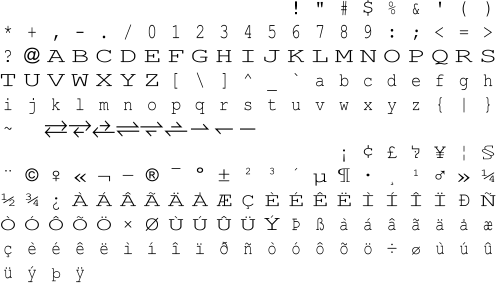 ! " # $ % & ' ( )
* + , - . / 0 1 2 3 4 5 6 7 8 9 : ; < = >
? @ A B C D E F G H I J K L M N O P Q R S
T U V W X Y Z [ \ ] ^ _ ` a b c d e f g h
i j k l m n o p q r s t u v w x y z { | }
~ ⇄ ⇄ ⇄ ⇌ ⇌ ⇌ ⇀ ↽ —
¡ ¢ £ ¥ ¦ §
¨ © ♀ « ¬ − ® ¯ ° ± ² ³ ´ µ ¶ · ¸ ¹ ♂ » ¼
½ ¾ ¿ À Á Â Ã Ä Å Æ Ç È É Ê Ë Ì Í Î Ï Ð Ñ
Ò Ó Ô Õ Ö × Ø Ù Ú Û Ü Ý Þ ß à á â ã ä å æ
ç è é ê ë ì í î ï ð ñ ò ó ô õ ö ÷ ø ù ú û
ü ý þ ÿ